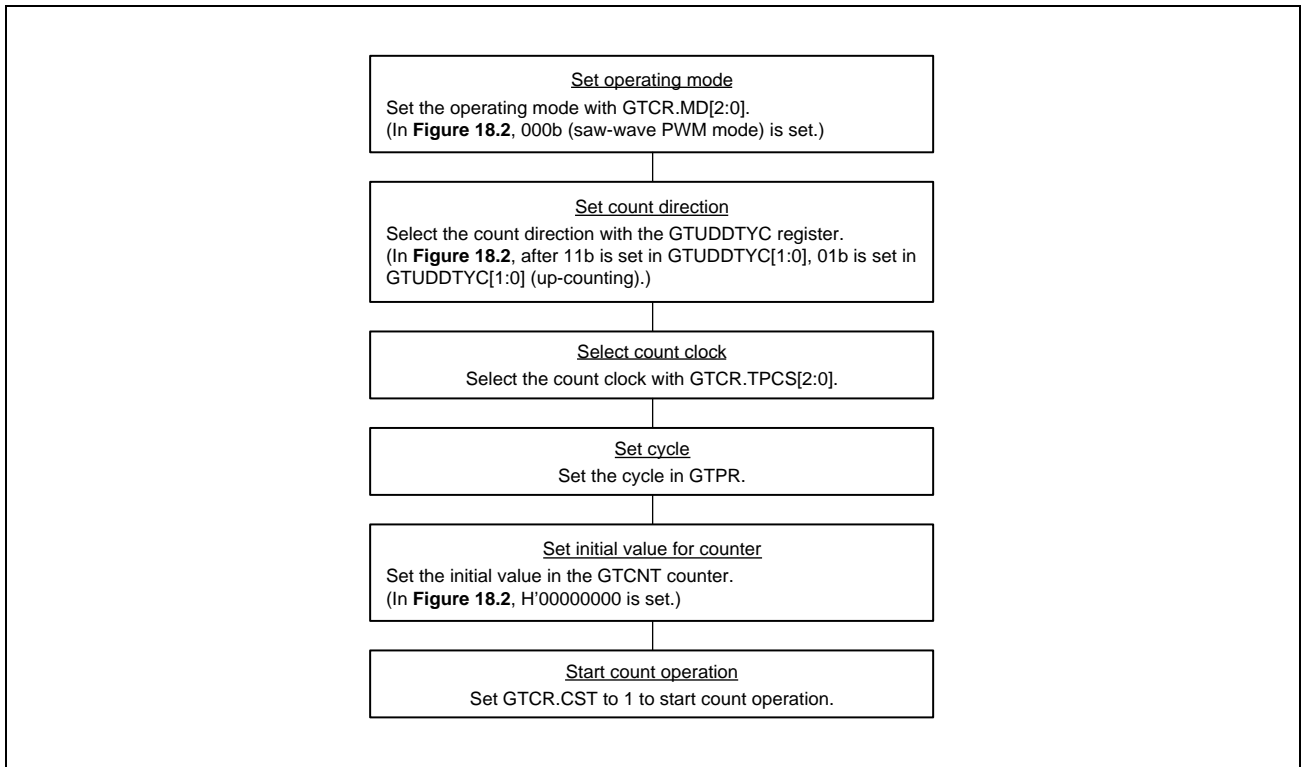 Set operating mode
Set the operating mode with GTCR.MD[2:0].
(In Figure 18.2, 000b (saw-wave PWM mode) is set.)
Set count direction
Select the count direction with the GTUDDTYC register.
(In Figure 18.2, after 11b is set in GTUDDTYC[1:0], 01b is set in
GTUDDTYC[1:0] (up-counting).)
Select count clock
Select the count clock with GTCR.TPCS[2:0].
Set cycle
Set the cycle in GTPR.
Set initial value for counter
Set the initial value in the GTCNT counter.
(In Figure 18.2, H'00000000 is set.)
Start count operation
Set GTCR.CST to 1 to start count operation.